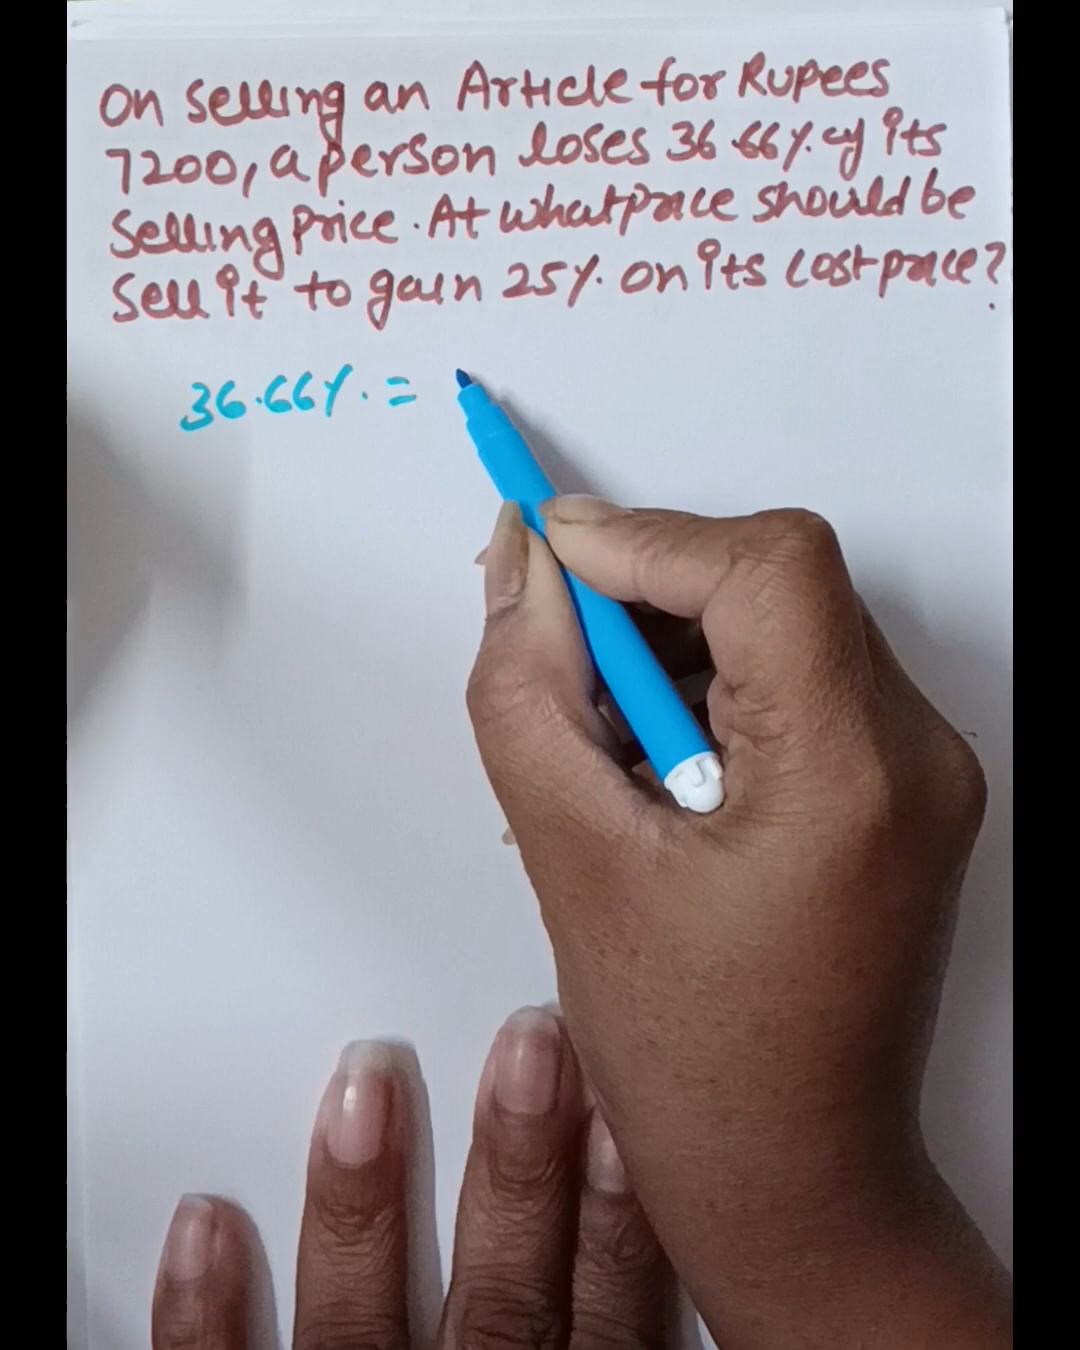 On Selling an Article for Rupees
7200, a person loses 36.66% of its
Selling Price. At what price should be
Sell it to gain 25% on its cost price?
36.66% =